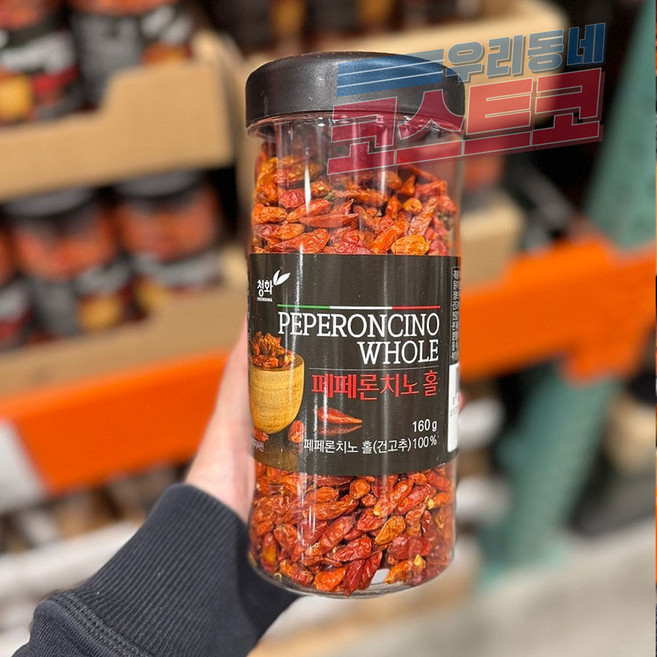 우리동네
코스트코
청화
PEPERONCINO
WHOLE
페페론치노 홀
160 g
페페론치노 홀(건고추) 100%